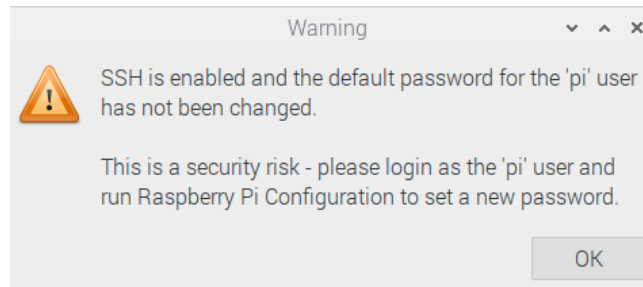 Warning
SSH is enabled and the default password for the 'pi' user
has not been changed.
This is a security risk - please login as the 'pi' user and
run Raspberry Pi Configuration to set a new password.
OK